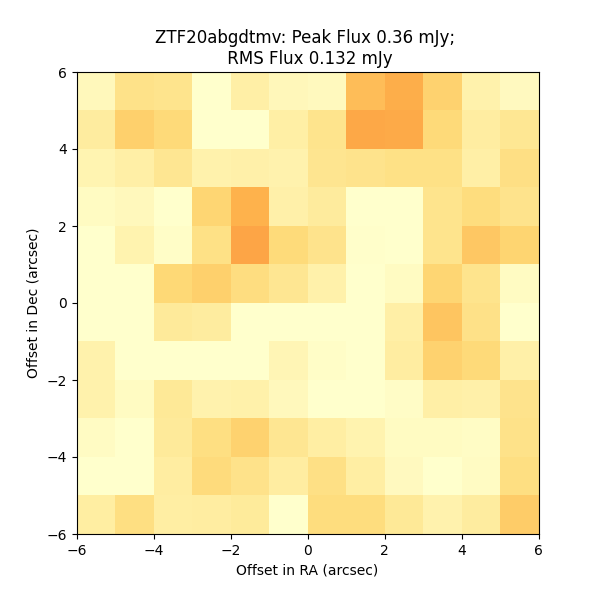 ZTF20abgdtmv: Peak Flux 0.36 mJy;
RMS Flux 0.132 mJy
6
4
2
0
−2
−4
−6
Offset in Dec (arcsec)
−6 −4 −2 0 2 4 6
Offset in RA (arcsec)